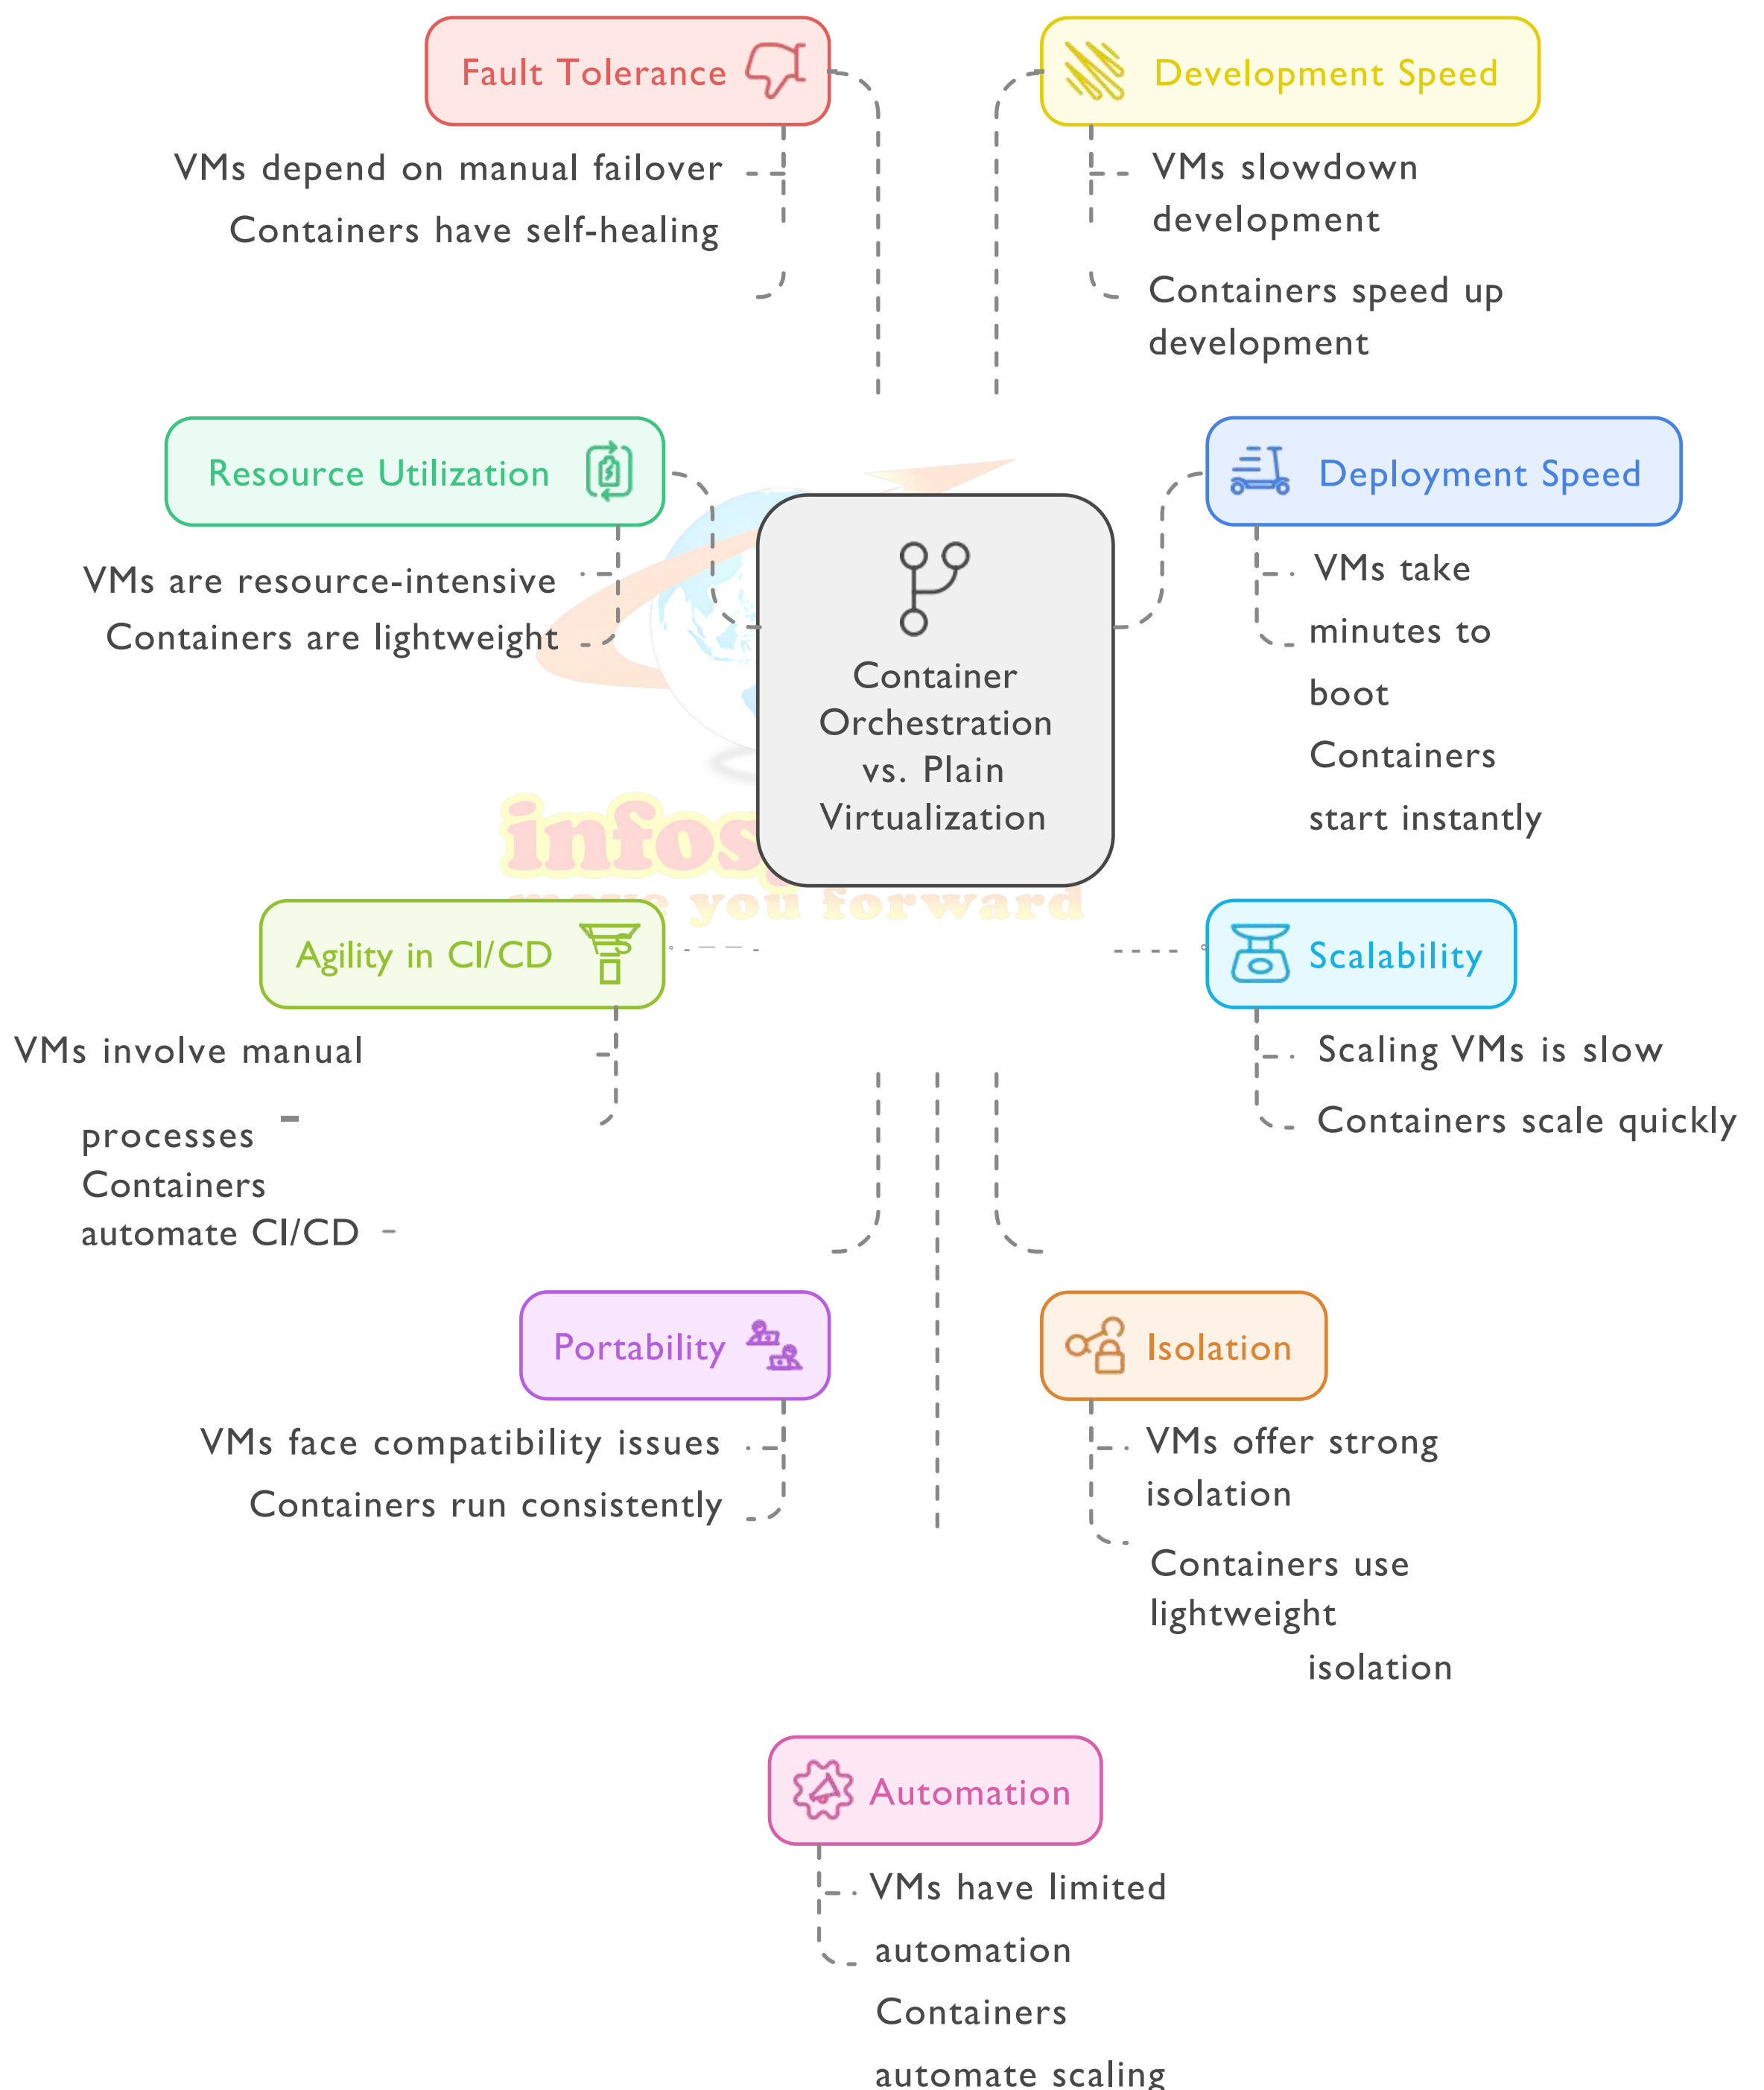 Fault Tolerance
VMs depend on manual failover
Containers have self-healing
Development Speed
VMs slowdown
development
Containers speed up
development
Resource Utilization
VMs are resource-intensive
Containers are lightweight
Container
Orchestration
vs. Plain
Virtualization
Deployment Speed
VMs take
minutes to
boot
Containers
start instantly
infos
you forward
Agility in CI/CD
VMs involve manual
processes
Containers
automate CI/CD
Scalability
Scaling VMs is slow
Containers scale quickly
Portability
VMs face compatibility issues
Containers run consistently
Isolation
VMs offer strong
isolation
Containers use
lightweight
isolation
Automation
VMs have limited
automation
Containers
automate scaling